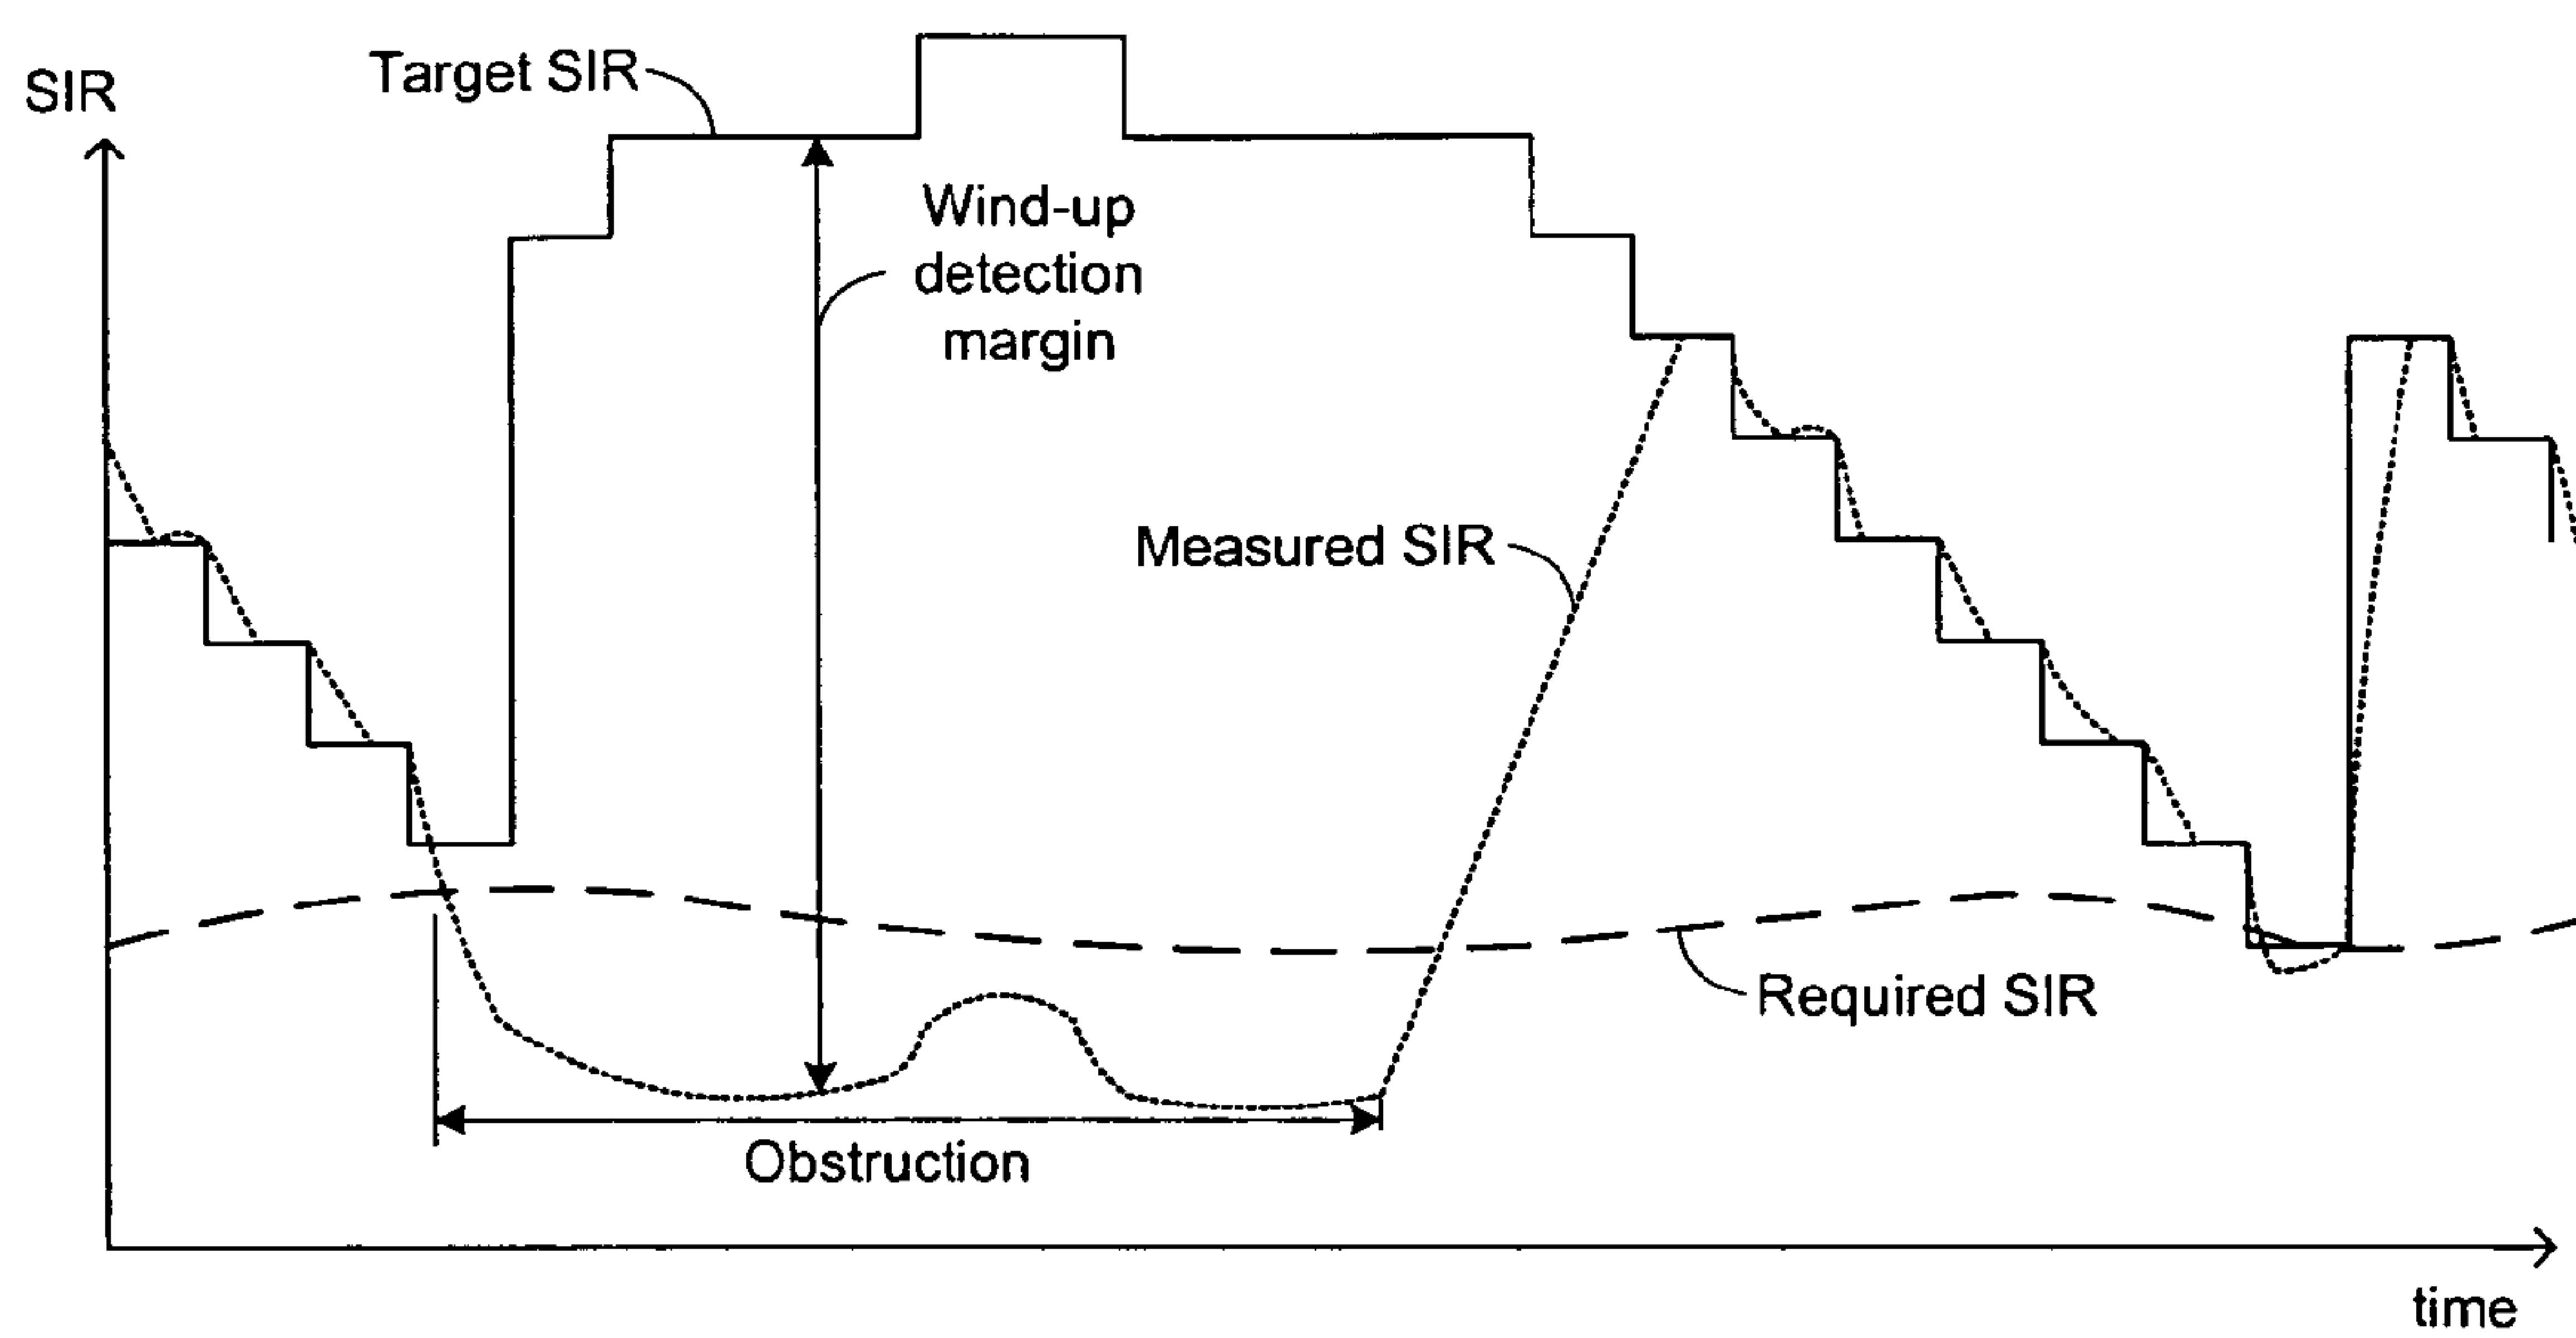 SIR
Target SIR
Wind-up
detection
margin
Measured SIR
Required SIR
Obstruction
time